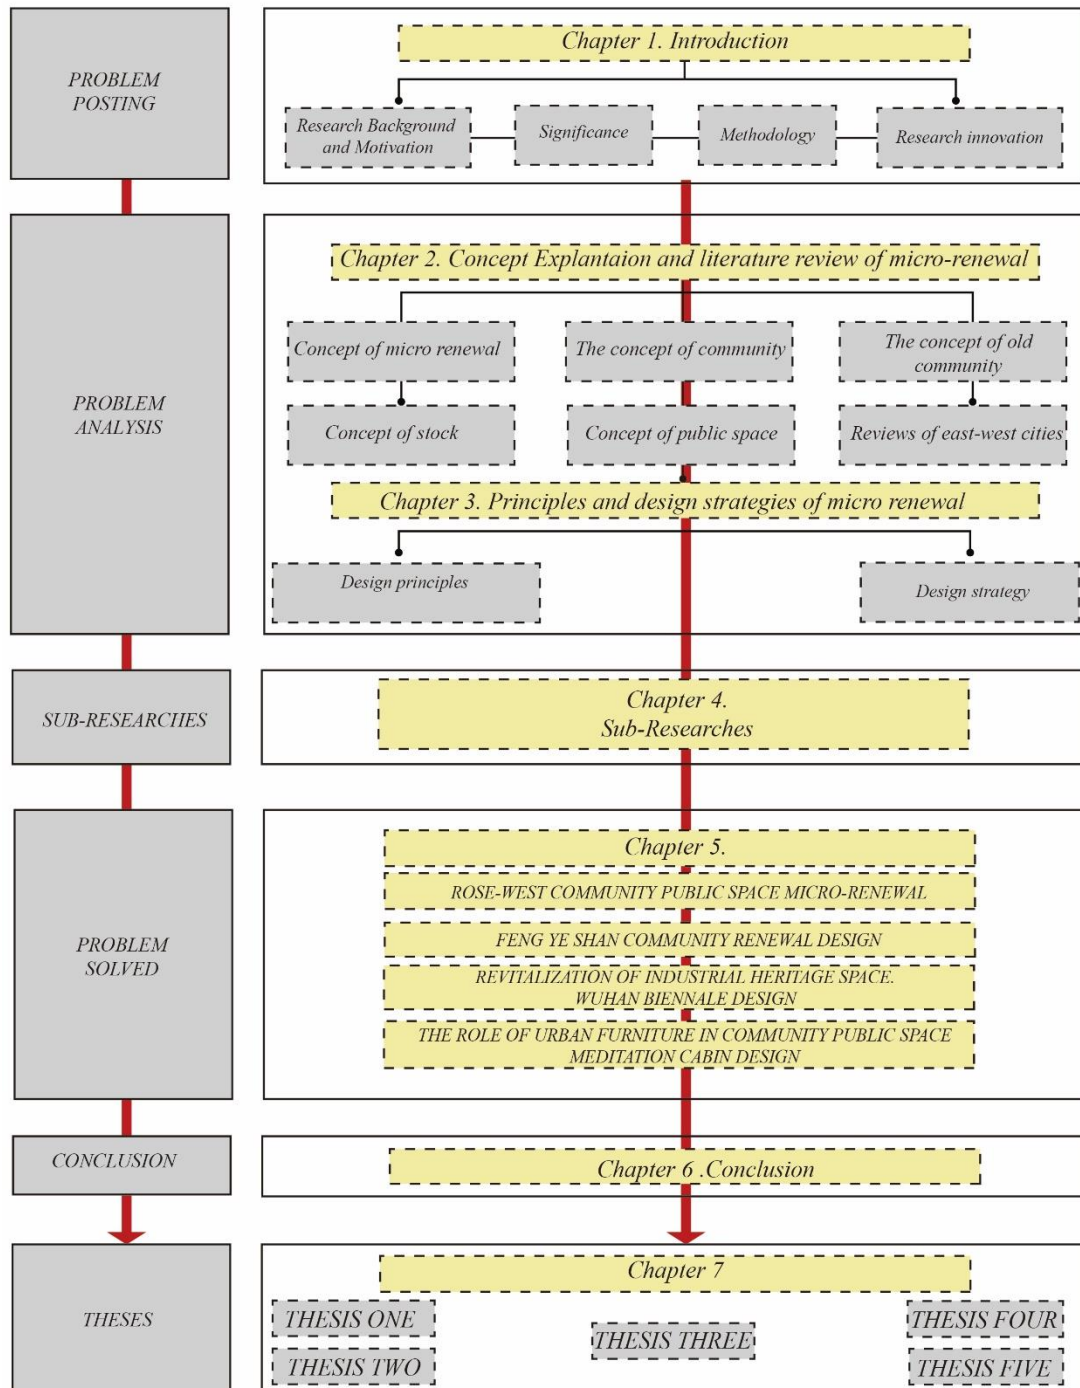 PROBLEM
POSTING
Chapter 1. Introduction
Research Background
and Motivation
Significance
Methodology
Research innovation
PROBLEM
ANALYSIS
Chapter 2. Concept Explantaion and literature review of micro-renewal
Concept of micro renewal
The concept of community
The concept of old
community
Concept of stock
Concept of public space
Reviews of east-west cities
Chapter 3. Principles and design strategies of micro renewal
Design principles
Design strategy
SUB-RESEARCHES
Chapter 4.
Sub-Researches
PROBLEM
SOLVED
Chapter 5.
ROSE-WEST COMMUNITY PUBLIC SPACE MICRO-RENEWAL
FENG YE SHAN COMMUNITY RENEWAL DESIGN
REVITALIZATION OF INDUSTRIAL HERITAGE SPACE.
WUHAN BIENNALE DESIGN
THE ROLE OF URBAN FURNITURE IN COMMUNITY PUBLIC SPACE
MEDITATION CABIN DESIGN
CONCLUSION
Chapter 6 .Conclusion
THESES
Chapter 7
THESIS ONE
THESIS TWO
THESIS THREE
THESIS FOUR
THESIS FIVE